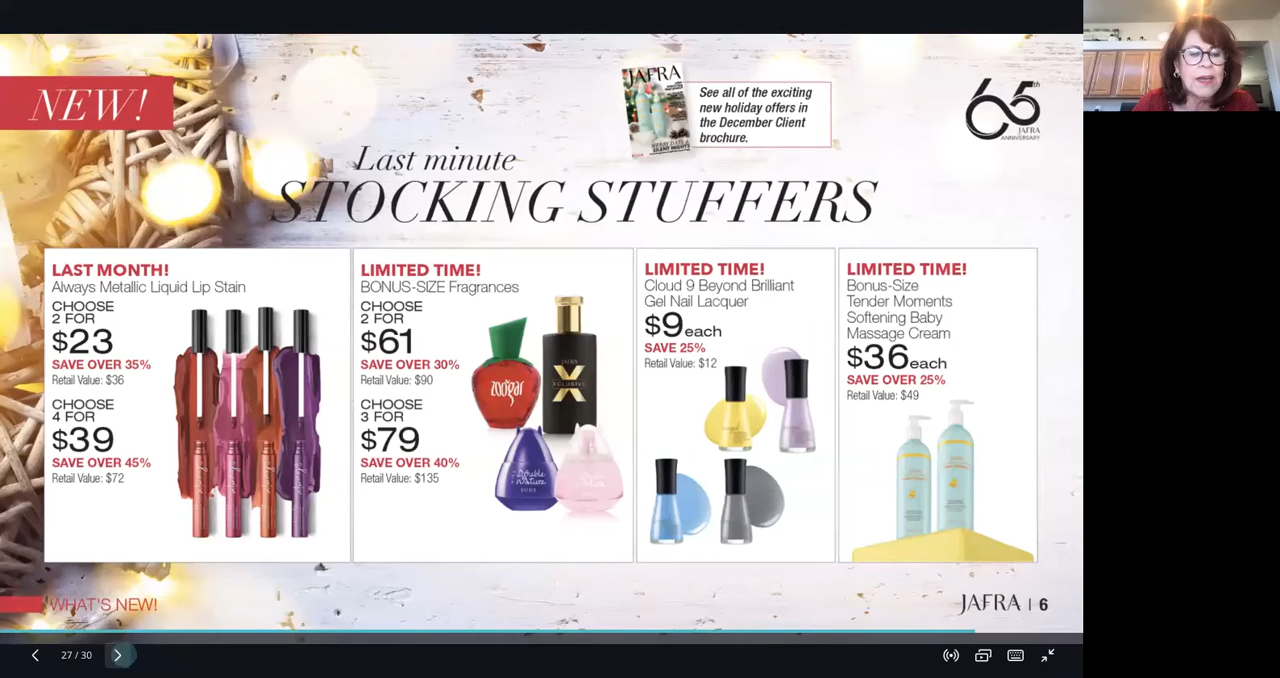 NEW!
JAFRA
See all of the exciting
new holiday offers in
the December Client
brochure.
65th
JAFRA
ANNIVERSARY
Last minute
STOCKING STUFFERS
LAST MONTH!
Always Metallic Liquid Lip Stain
CHOOSE
2 FOR
$23
SAVE OVER 35%
Retail Value: $36
CHOOSE
4 FOR
$39
SAVE OVER 45%
Retail Value: $72
LIMITED TIME!
BONUS-SIZE Fragrances
CHOOSE
2 FOR
$61
SAVE OVER 30%
Retail Value: $90
CHOOSE
3 FOR
$79
SAVE OVER 40%
Retail Value: $135
JAFRA
X
Double
nature
JAFRA
LIMITED TIME!
Cloud 9 Beyond Brilliant
Gel Nail Lacquer
$9each
SAVE 25%
Retail Value: $12
LIMITED TIME!
Bonus-Size
Tender Moments
Softening Baby
Massage Cream
$36each
SAVE OVER 25%
Retail Value: $49
WHAT'S NEW!
JAFRA | 6
27 / 30